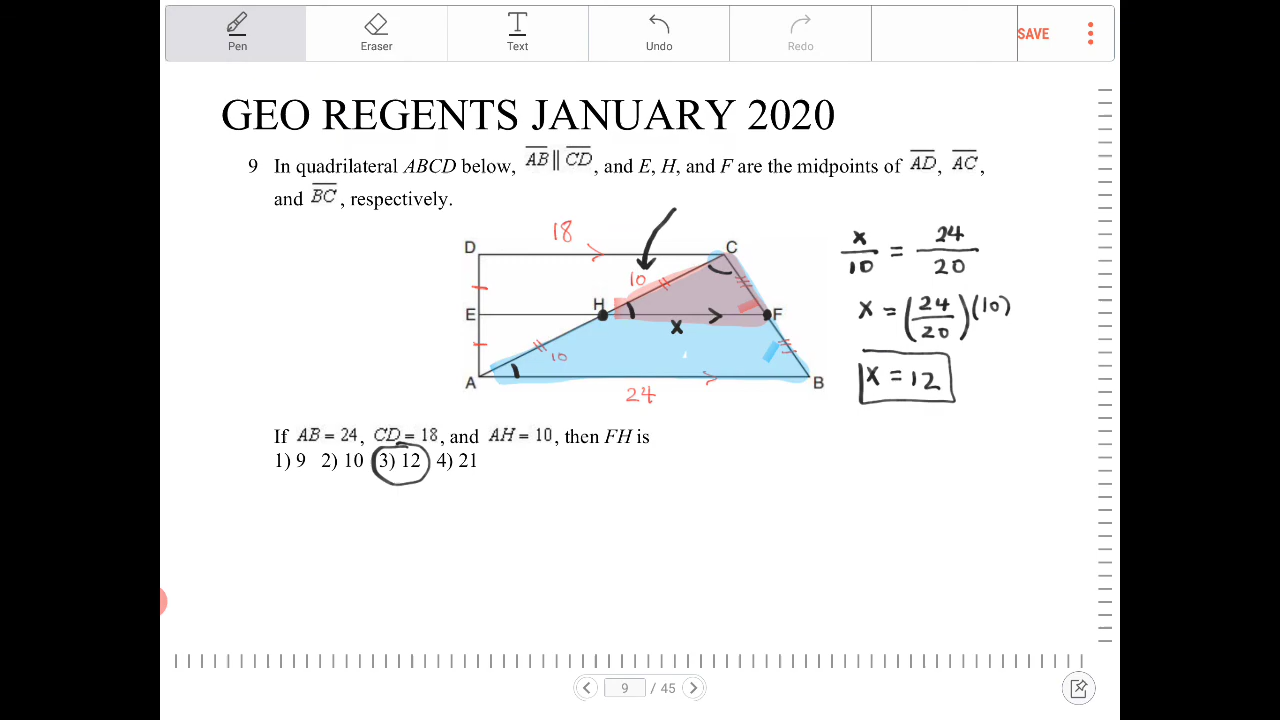 Pen Eraser Text Undo Redo SAVE
GEO REGENTS JANUARY 2020
9 In quadrilateral ABCD below, AB ∥ CD, and E, H, and F are the midpoints of AD, AC,
and BC, respectively.
18
D C
10
H
E F
x
10
A B
24
x/10 = 24/20
x = (24/20)(10)
x = 12
If AB = 24, CD = 18, and AH = 10, then FH is
1) 9 2) 10 3) 12 4) 21
9 / 45